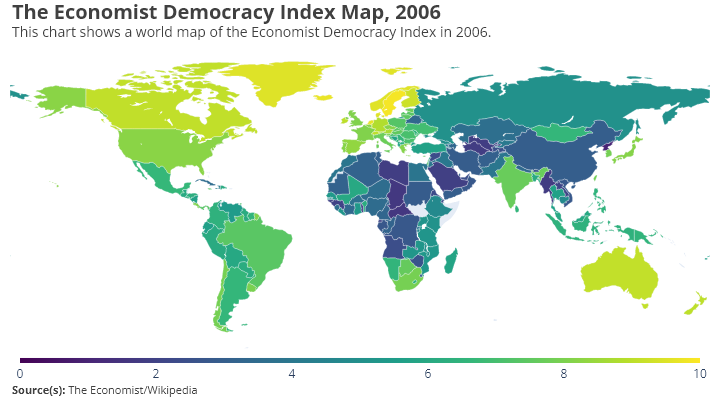 The Economist Democracy Index Map, 2006
This chart shows a world map of the Economist Democracy Index in 2006.
0 2 4 6 8 10
Source(s): The Economist/Wikipedia